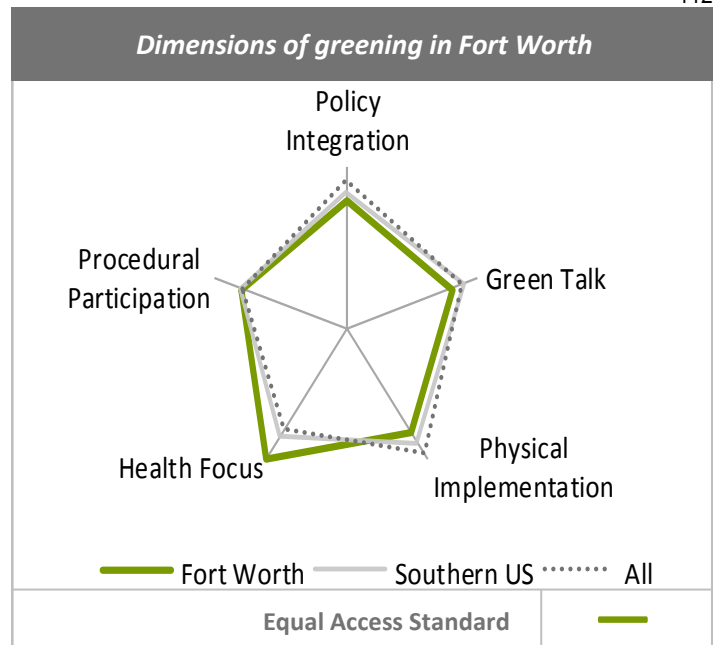 Dimensions of greening in Fort Worth
Policy
Integration
Procedural
Participation
Green Talk
Health Focus
Physical
Implementation
Fort Worth
Southern US
All
Equal Access Standard